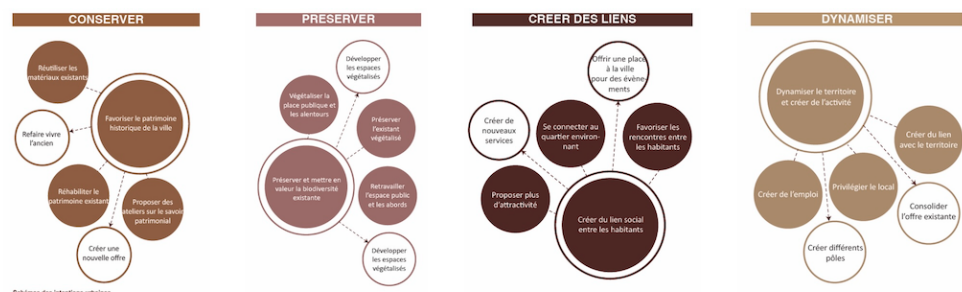 CONSERVER
Réutiliser les
matériaux existants
Favoriser le patrimoine
historique de la ville
Refaire vivre
l'ancien
Réhabiliter le
patrimoine existant
Proposer des
ateliers sur le savoir
patrimonial
Créer une
nouvelle offre
PRESERVER
Développer
les espaces
végétalisés
Végétaliser la
place publique et
les alenteurs
Préserver
l'existant
végétalisé
Préserver et mettre en
valeur la biodiversité
existante
Retravailler
l'espace public
et les abords
Développer
les espaces
végétalisés
CREER DES LIENS
Offrir une place
à la ville
pour des évène-
ments
Créer de
nouveaux
services
Se connecter au
quartier environ-
nant
Favoriser les
rencontres entre
les habitants
Proposer plus
d'attractivité
Créer du lien social
entre les habitants
DYNAMISER
Dynamiser le territoire
et créer de l'activité
Créer du lien
avec le territoire
Créer de l'emploi
Privilégier le local
Consolider
l'offre existante
Créer différents
pôles